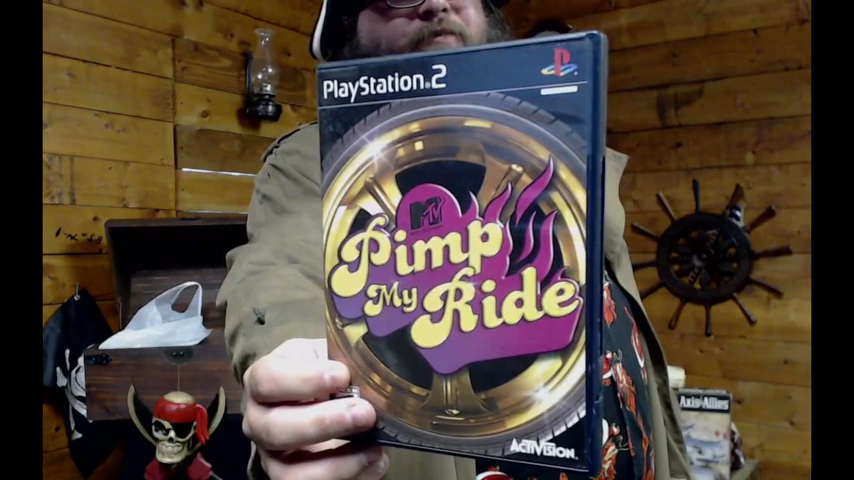 PlayStation.2
MTV
Pimp
My Ride
ACTIVISION.
Axis&Allies